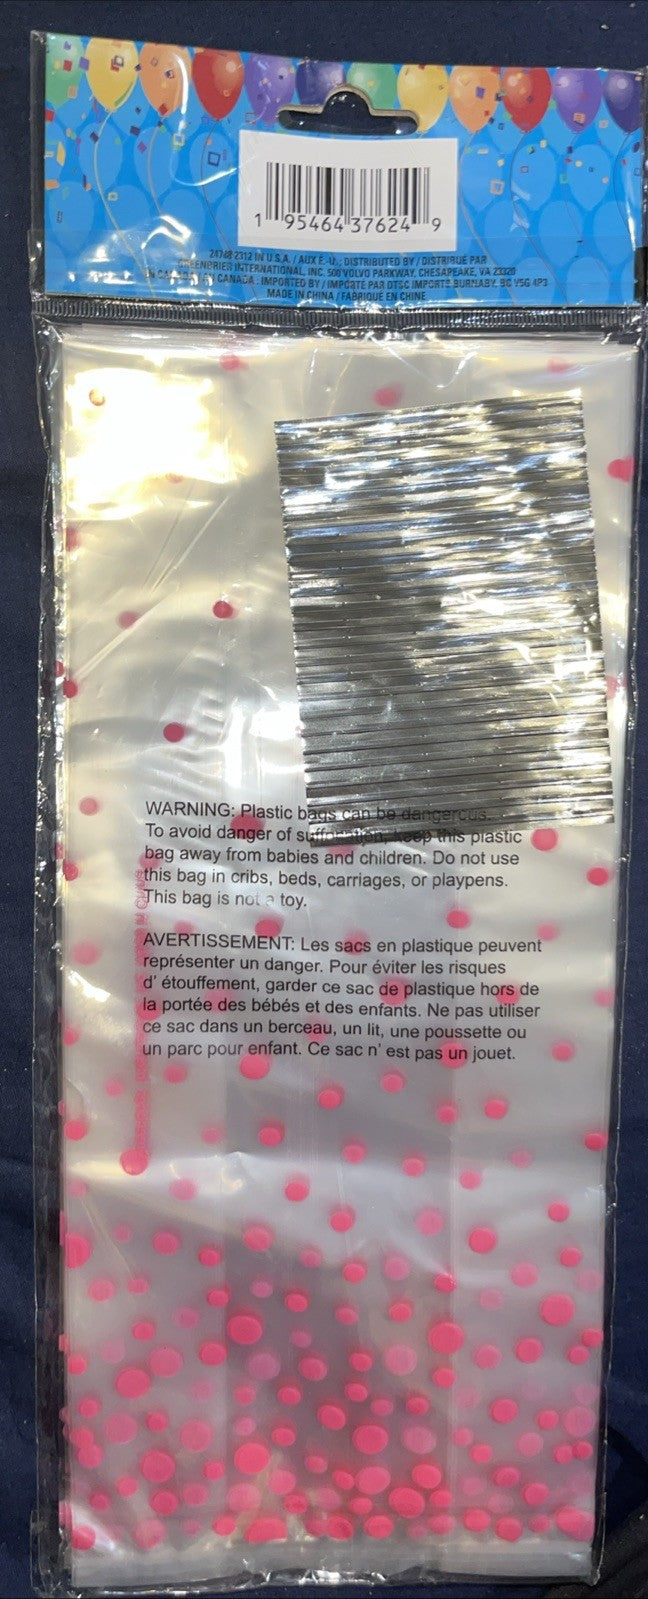 1 95464 37624 9
24748 2312 IN U.S.A. / AUX É.-U.: DISTRIBUTED BY / DISTRIBUÉ PAR
GREENBRIER INTERNATIONAL, INC. 500 VOLVO PARKWAY, CHESAPEAKE, VA 23320
CANADA : IMPORTED BY / IMPORTÉ PAR DTSC IMPORTS BURNABY, BC V5G 4P3
MADE IN CHINA / FABRIQUÉ EN CHINE
WARNING: Plastic bags can be dangerous.
To avoid danger of suffocation, keep this plastic
bag away from babies and children. Do not use
this bag in cribs, beds, carriages, or playpens.
This bag is not a toy.
AVERTISSEMENT: Les sacs en plastique peuvent
représenter un danger. Pour éviter les risques
d' étouffement, garder ce sac de plastique hors de
la portée des bébés et des enfants. Ne pas utiliser
ce sac dans un berceau, un lit, une poussette ou
un parc pour enfant. Ce sac n' est pas un jouet.